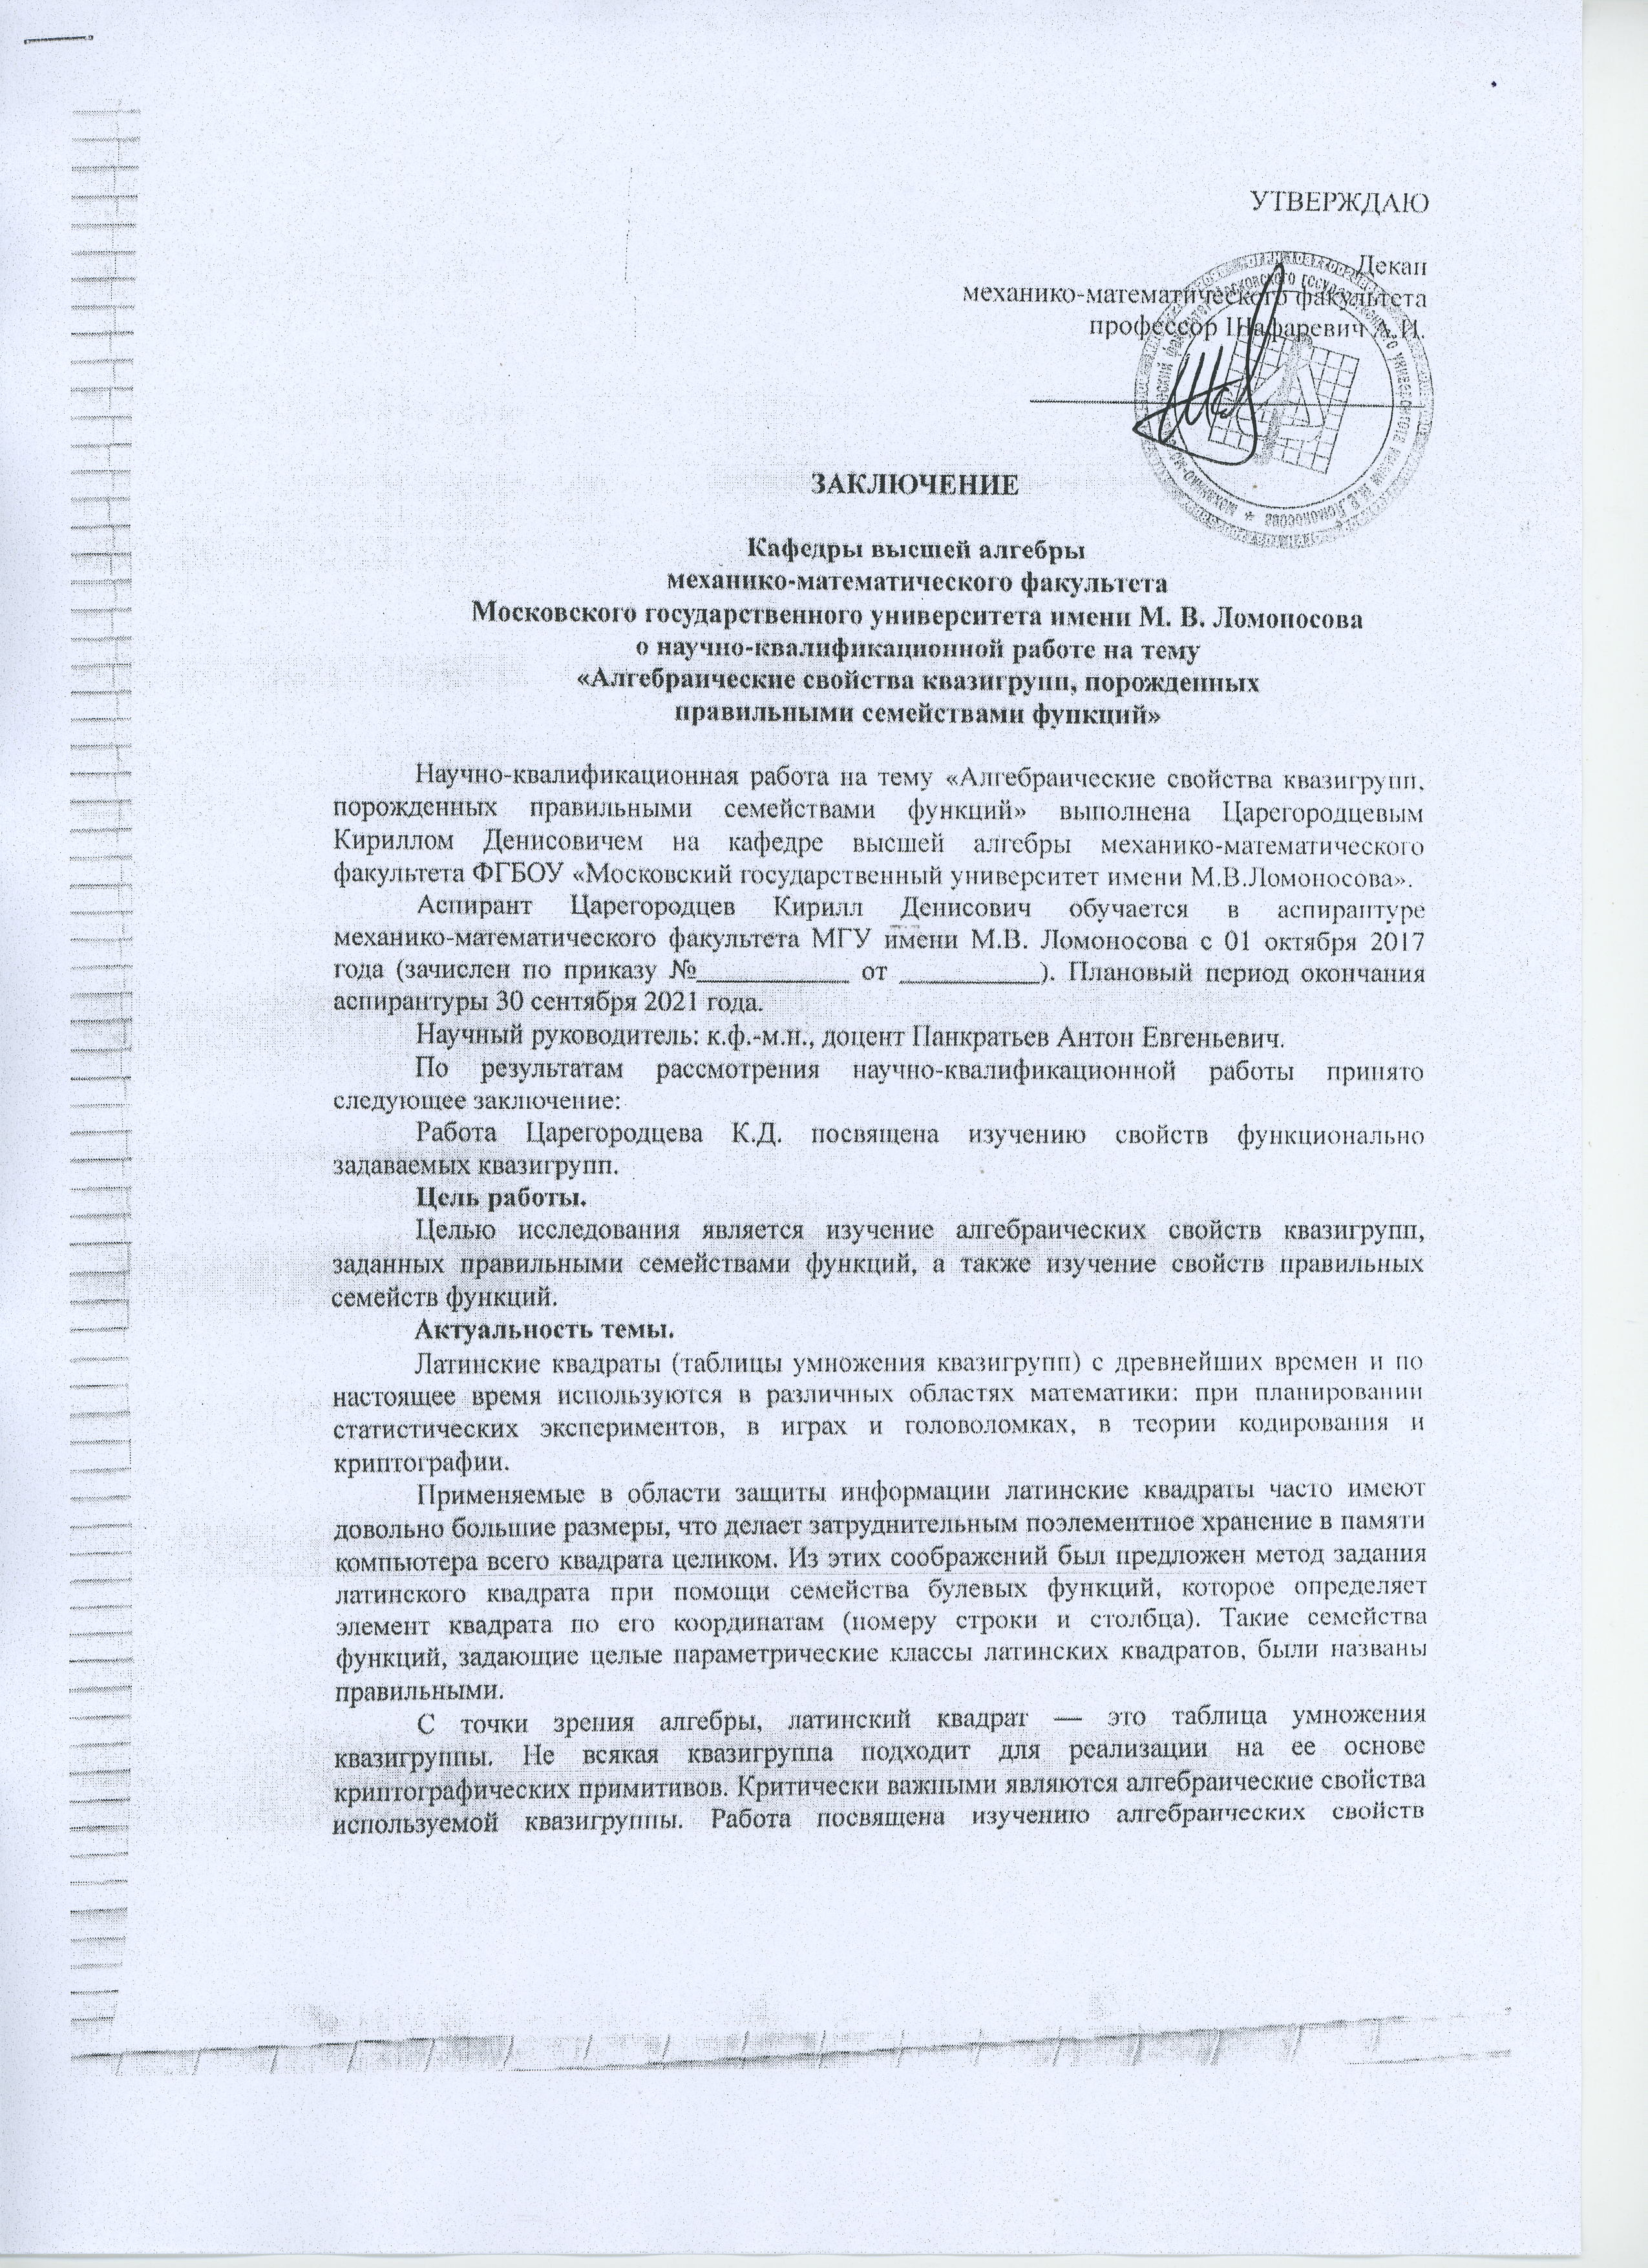 УТВЕРЖДАЮ
Декан
механико-математического факультета
профессор Шафаревич А.И.
ЗАКЛЮЧЕНИЕ
Кафедры высшей алгебры
механико-математического факультета
Московского государственного университета имени М. В. Ломоносова
о научно-квалификационной работе на тему
«Алгебраические свойства квазигрупп, порожденных
правильными семействами функций»
Научно-квалификационная работа на тему «Алгебраические свойства квазигрупп,
порожденных правильными семействами функций» выполнена Царегородцевым
Кириллом Денисовичем на кафедре высшей алгебры механико-математического
факультета ФГБОУ «Московский государственный университет имени М.В.Ломоносова».
Аспирант Царегородцев Кирилл Денисович обучается в аспирантуре
механико-математического факультета МГУ имени М.В. Ломоносова с 01 октября 2017
года (зачислен по приказу №___________ от __________). Плановый период окончания
аспирантуры 30 сентября 2021 года.
Научный руководитель: к.ф.-м.н., доцент Панкратьев Антон Евгеньевич.
По результатам рассмотрения научно-квалификационной работы принято
следующее заключение:
Работа Царегородцева К.Д. посвящена изучению свойств функционально
задаваемых квазигрупп.
Цель работы.
Целью исследования является изучение алгебраических свойств квазигрупп,
заданных правильными семействами функций, а также изучение свойств правильных
семейств функций.
Актуальность темы.
Латинские квадраты (таблицы умножения квазигрупп) с древнейших времен и по
настоящее время используются в различных областях математики: при планировании
статистических экспериментов, в играх и головоломках, в теории кодирования и
криптографии.
Применяемые в области защиты информации латинские квадраты часто имеют
довольно большие размеры, что делает затруднительным поэлементное хранение в памяти
компьютера всего квадрата целиком. Из этих соображений был предложен метод задания
латинского квадрата при помощи семейства булевых функций, которое определяет
элемент квадрата по его координатам (номеру строки и столбца). Такие семейства
функций, задающие целые параметрические классы латинских квадратов, были названы
правильными.
С точки зрения алгебры, латинский квадрат — это таблица умножения
квазигруппы. Не всякая квазигруппа подходит для реализации на ее основе
криптографических примитивов. Критически важными являются алгебраические свойства
используемой квазигруппы. Работа посвящена изучению алгебраических свойств